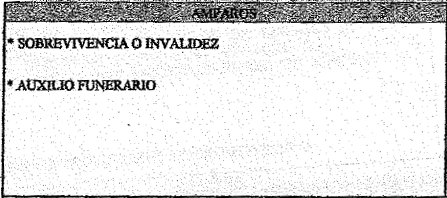 AMPAROS
* SOBREVIVENCIA O INVALIDEZ
* AUXILIO FUNERARIO